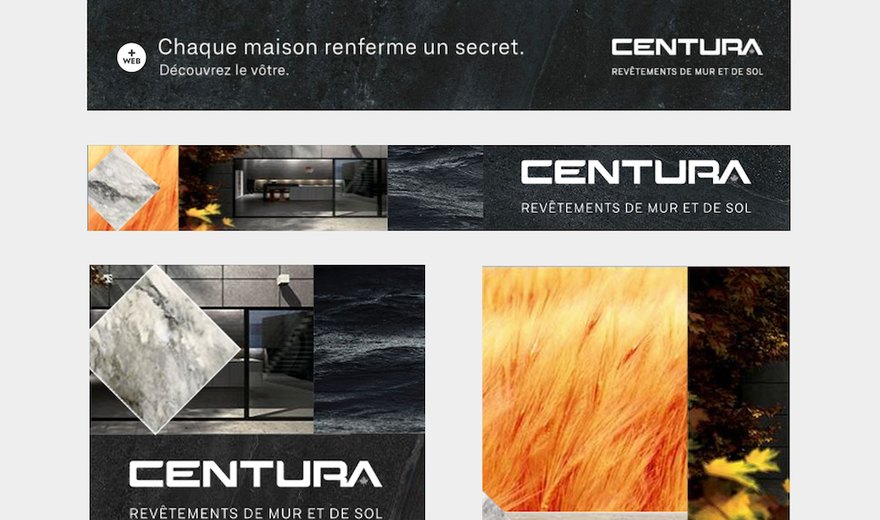 +
WEB
Chaque maison renferme un secret.
Découvrez le vôtre.
CENTURA
REVÊTEMENTS DE MUR ET DE SOL
CENTURA
REVÊTEMENTS DE MUR ET DE SOL
CENTURA
REVÊTEMENTS DE MUR ET DE SOL